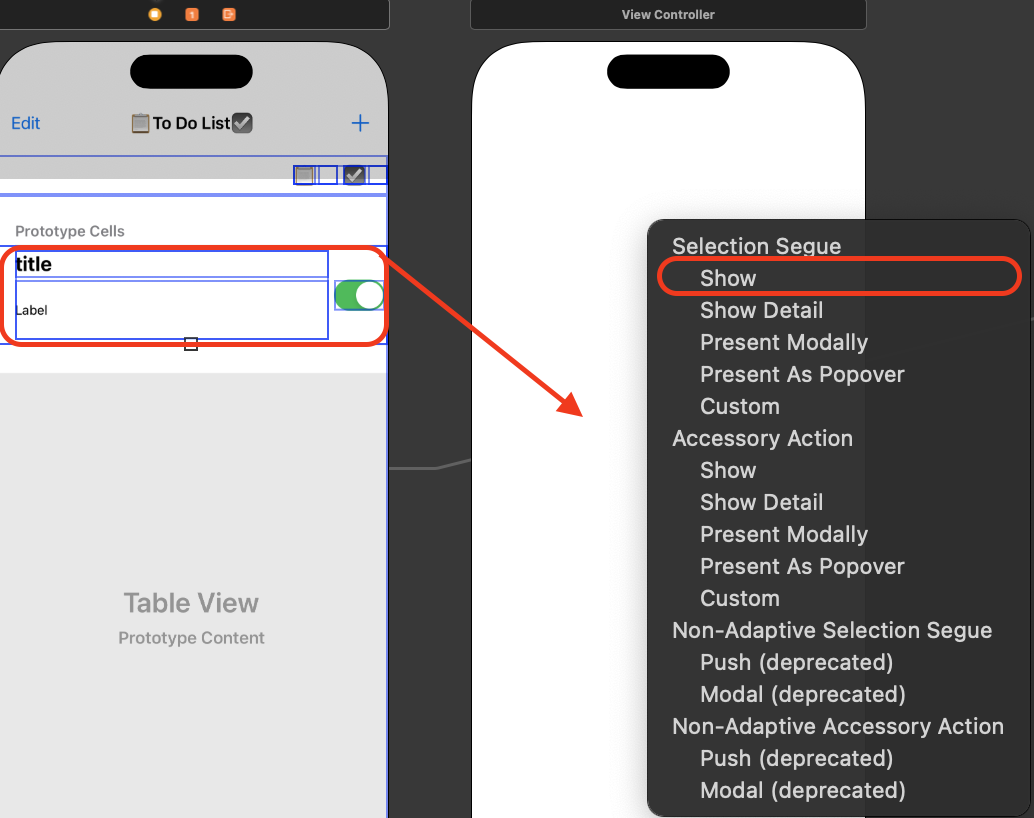 1
View Controller
Edit
To Do List
+
Prototype Cells
title
Label
Table View
Prototype Content
Selection Segue
Show
Show Detail
Present Modally
Present As Popover
Custom
Accessory Action
Show
Show Detail
Present Modally
Present As Popover
Custom
Non-Adaptive Selection Segue
Push (deprecated)
Modal (deprecated)
Non-Adaptive Accessory Action
Push (deprecated)
Modal (deprecated)